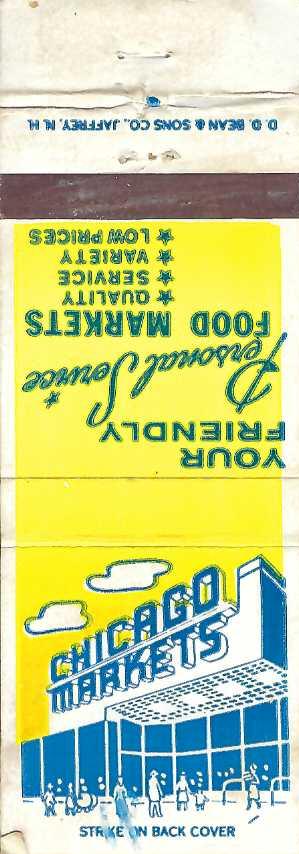 D. D. BEAN & SONS CO., JAFFREY, N. H.
YOUR
FRIENDLY
Personal Service
FOOD MARKETS
★ QUALITY
★ SERVICE
★ VARIETY
★ LOW PRICES
CHICAGO
MARKETS
STRIKE ON BACK COVER